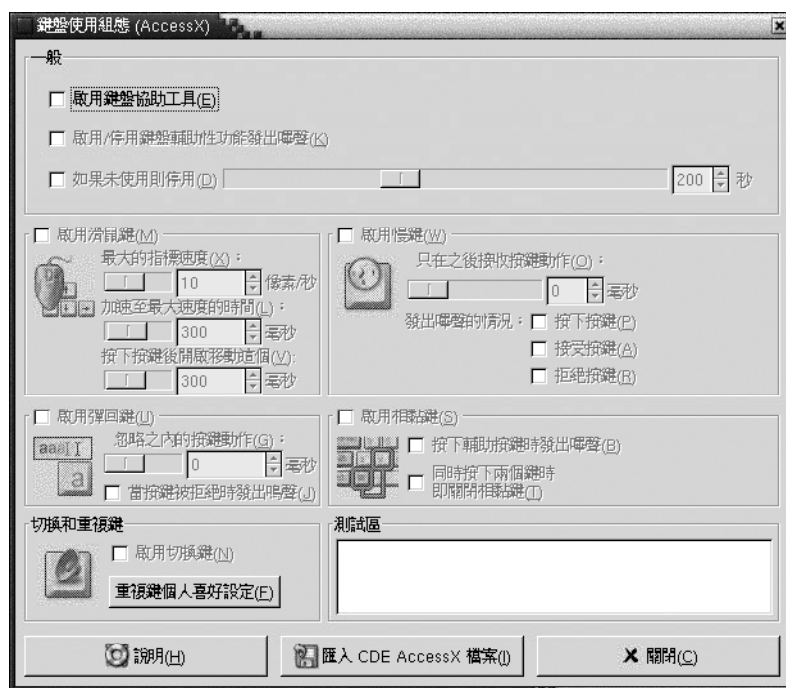 鍵盤使用組態 (AccessX)
一般
啟用鍵盤協助工具(E)
啟用/停用鍵盤輔助性功能發出嗶聲(K)
如果未使用則停用(D) 200 秒
啟用滑鼠鍵(M)
最大的指標速度(X)：
10 像素/秒
加速至最大速度的時間(L)：
300 毫秒
按下按鍵後開啟移動這個(V):
300 毫秒
啟用慢鍵(W)
只在之後接收按鍵動作(O)：
0 毫秒
發出嗶聲的情況： 按下按鍵(P)
接受按鍵(A)
拒絕按鍵(R)
啟用彈回鍵(U)
忽略之內的按鍵動作(G)：
aaaI I
a
0 毫秒
當按鍵被拒絕時發出鳴聲(J)
啟用相黏鍵(S)
按下輔助按鍵時發出嗶聲(B)
同時按下兩個鍵時
即關閉相黏鍵(T)
切換和重複鍵
啟用切換鍵(N)
重複鍵個人喜好設定(F)
測試區
說明(H)
匯入 CDE AccessX 檔案(I)
關閉(C)